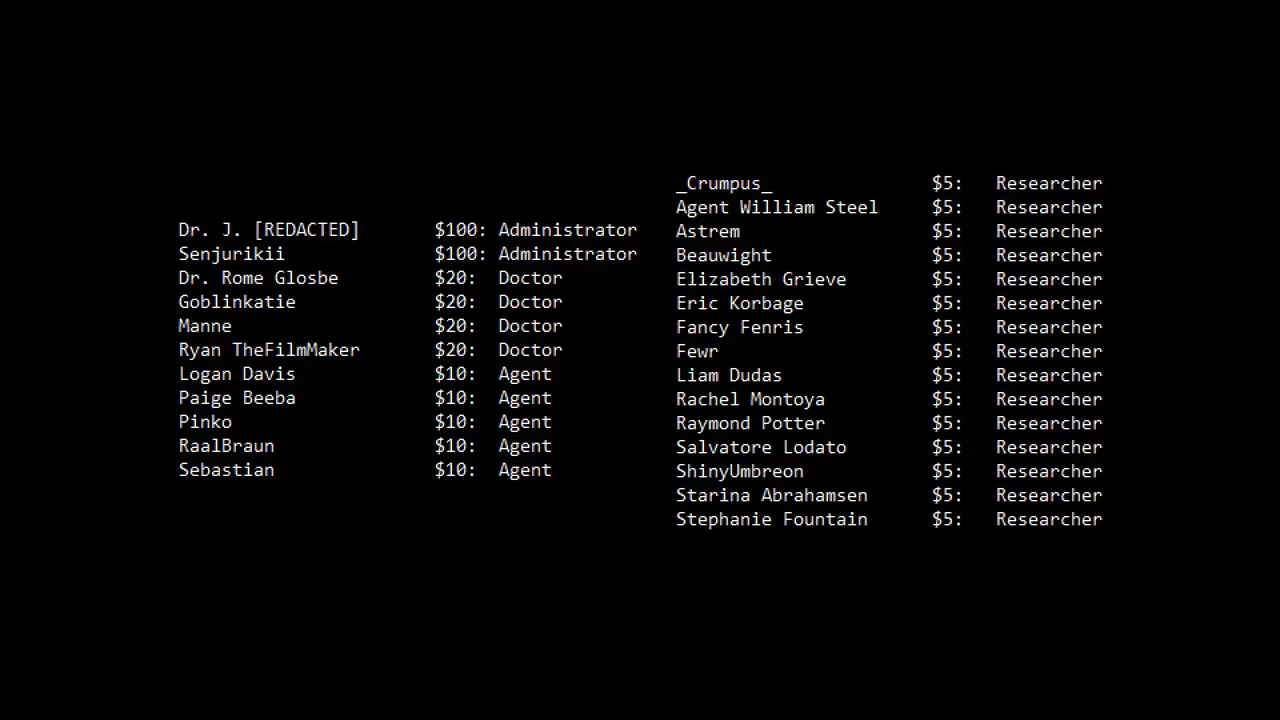 Dr. J. [REDACTED] $100: Administrator
Senjurikii $100: Administrator
Dr. Rome Glosbe $20: Doctor
Goblinkatie $20: Doctor
Manne $20: Doctor
Ryan TheFilmMaker $20: Doctor
Logan Davis $10: Agent
Paige Beeba $10: Agent
Pinko $10: Agent
RaalBraun $10: Agent
Sebastian $10: Agent
_Crumpus_ $5: Researcher
Agent William Steel $5: Researcher
Astrem $5: Researcher
Beauwight $5: Researcher
Elizabeth Grieve $5: Researcher
Eric Korbage $5: Researcher
Fancy Fenris $5: Researcher
Fewr $5: Researcher
Liam Dudas $5: Researcher
Rachel Montoya $5: Researcher
Raymond Potter $5: Researcher
Salvatore Lodato $5: Researcher
ShinyUmbreon $5: Researcher
Starina Abrahamsen $5: Researcher
Stephanie Fountain $5: Researcher